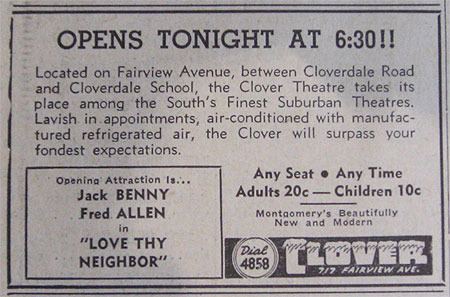 OPENS TONIGHT AT 6:30!!
Located on Fairview Avenue, between Cloverdale Road
and Cloverdale School, the Clover Theatre takes its
place among the South's Finest Suburban Theatres.
Lavish in appointments, air-conditioned with manufac-
tured refrigerated air, the Clover will surpass your
fondest expectations.
Opening Attraction Is...
Jack BENNY
Fred ALLEN
in
"LOVE THY
NEIGHBOR"
Any Seat • Any Time
Adults 20c — Children 10c
Montgomery's Beautifully
New and Modern
Dial
4858
CLOVER
717 FAIRVIEW AVE.